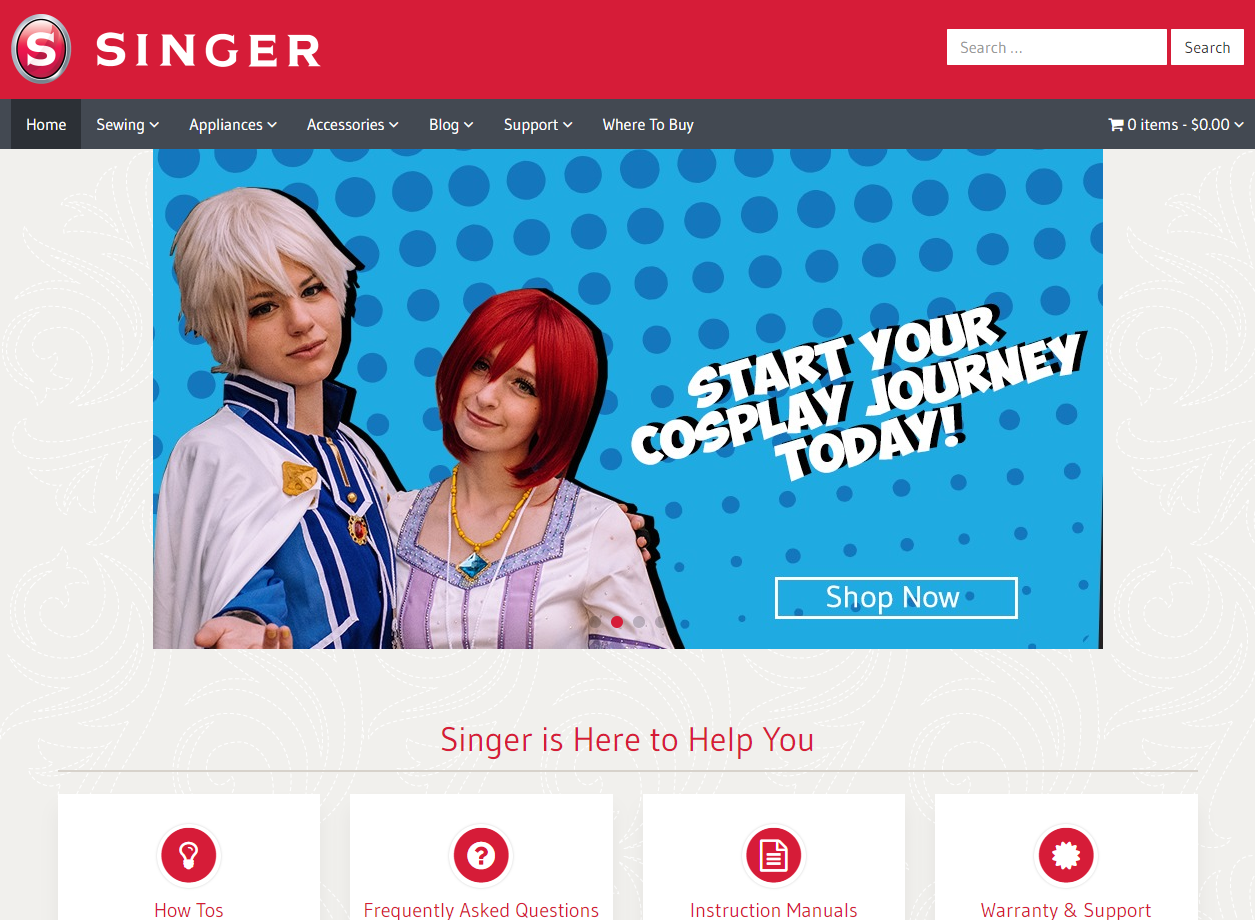 S SINGER
Search ...
Search
Home
Sewing
Appliances
Accessories
Blog
Support
Where To Buy
0 items - $0.00
START YOUR
COSPLAY JOURNEY
TODAY!
Shop Now
Singer is Here to Help You
How Tos
Frequently Asked Questions
Instruction Manuals
Warranty & Support